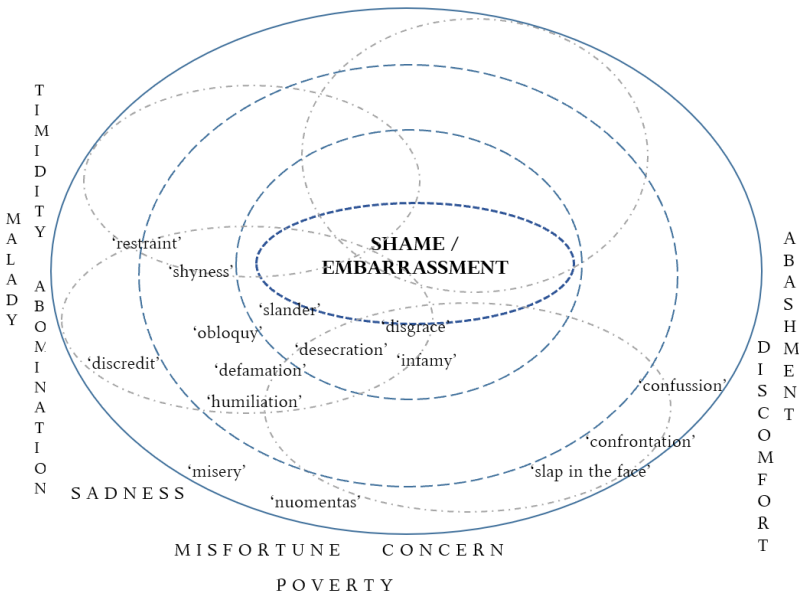 TIMIDITY
MALADY
ABASHMENT
‘restraint’
SHAME /
EMBARRASSMENT
‘shyness’
ABOMINATION
‘slander’
‘obloquy’
‘disgrace’
DISCOMFORT
‘desecration’
‘infamy’
‘discredit’
‘defamation’
‘confussion’
‘humiliation’
‘confrontation’
‘misery’
‘slap in the face’
SADNESS
‘nuomentas’
MISFORTUNE CONCERN
POVERTY